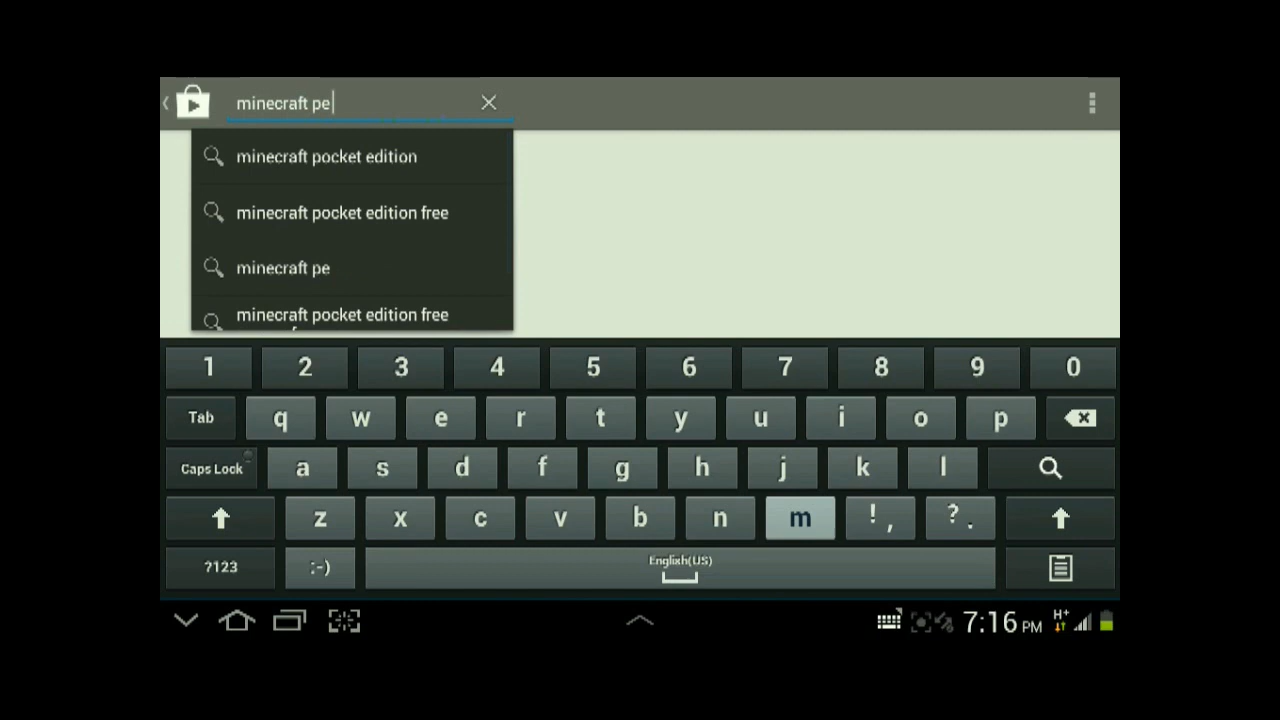 minecraft pe
minecraft pocket edition
minecraft pocket edition free
minecraft pe
minecraft pocket edition free
1 2 3 4 5 6 7 8 9 0
Tab q w e r t y u i o p
Caps Lock a s d f g h j k l
z x c v b n m ! , ? .
?123 :-) English(US)
7:16 PM H+